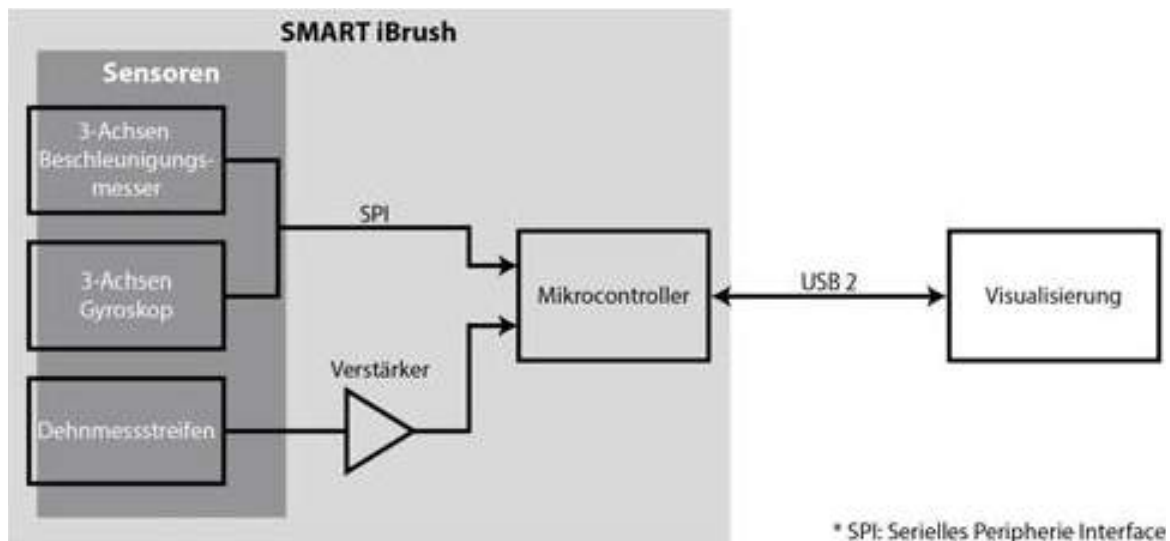 SMART iBrush
Sensoren
3-Achsen
Beschleunigungs-
messer
SPI
3-Achsen
Gyroskop
Mikrocontroller
USB 2
Visualisierung
Verstärker
Dehnmessstreifen
* SPI: Serielles Peripherie Interface